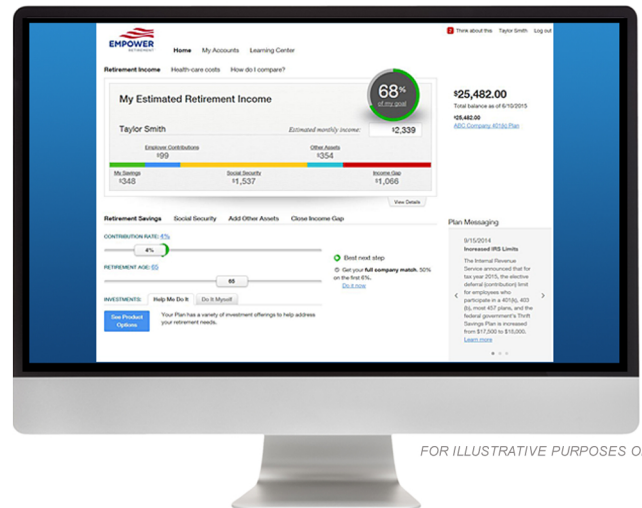 EMPOWER
RETIREMENT
Home My Accounts Learning Center
Think about this Taylor Smith Log out
Retirement Income Health-care costs How do I compare?
My Estimated Retirement Income
68%
of my goal
Taylor Smith Estimated monthly income: $2,339
Employee Contributions
$99
Other Assets
$354
My Savings
$348
Social Security
$1,537
Income Gap
$1,066
View Details
$25,482.00
Total balance as of 6/10/2015
$25,482.00
ABC Company 401(k) Plan
Retirement Savings Social Security Add Other Assets Close Income Gap
CONTRIBUTION RATE: 4%
4%
RETIREMENT AGE: 65
65
Best next step
Get your full company match. 50%
on the first 6%.
Do it now
INVESTMENTS: Help Me Do It Do It Myself
See Product
Options
Your Plan has a variety of investment offerings to help address
your retirement needs.
Plan Messaging
9/15/2014
Increased IRS Limits
The Internal Revenue
Service announced that for
tax year 2015, the elective
deferral (contribution) limit
for employees who
participate in a 401(k), 403
(b), most 457 plans, and the
federal government's Thrift
Savings Plan is increased
from $17,500 to $18,000.
Learn more
FOR ILLUSTRATIVE PURPOSES O